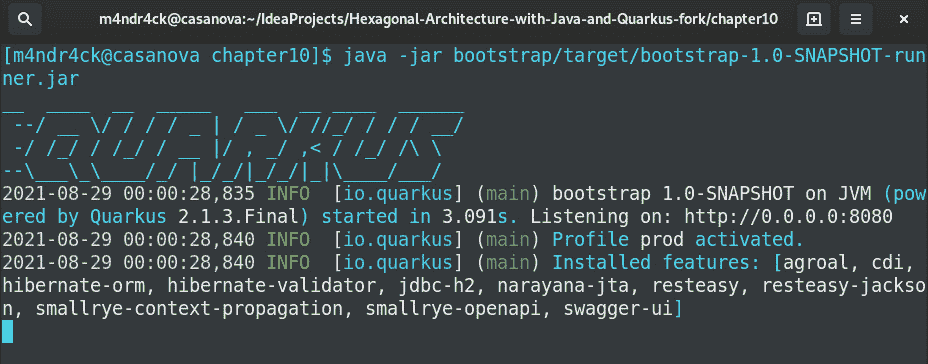 m4ndr4ck@casanova:~/IdeaProjects/Hexagonal-Architecture-with-Java-and-Quarkus-fork/chapter10
[m4ndr4ck@casanova chapter10]$ java -jar bootstrap/target/bootstrap-1.0-SNAPSHOT-run
ner.jar
__  ____  __  _____   ___  __ ____  ______
 --/ __ \/ / / / _ | / _ \/ //_/ / / / __/
 -/ /_/ / /_/ / __ |/ , _/ ,< / /_/ /\ \
--\___\_\____/_/ |_/_/|_/_/|_|\____/___/
2021-08-29 00:00:28,835 INFO  [io.quarkus] (main) bootstrap 1.0-SNAPSHOT on JVM (pow
ered by Quarkus 2.1.3.Final) started in 3.091s. Listening on: http://0.0.0.0:8080
2021-08-29 00:00:28,840 INFO  [io.quarkus] (main) Profile prod activated.
2021-08-29 00:00:28,840 INFO  [io.quarkus] (main) Installed features: [agroal, cdi,
hibernate-orm, hibernate-validator, jdbc-h2, narayana-jta, resteasy, resteasy-jackso
n, smallrye-context-propagation, smallrye-openapi, swagger-ui]